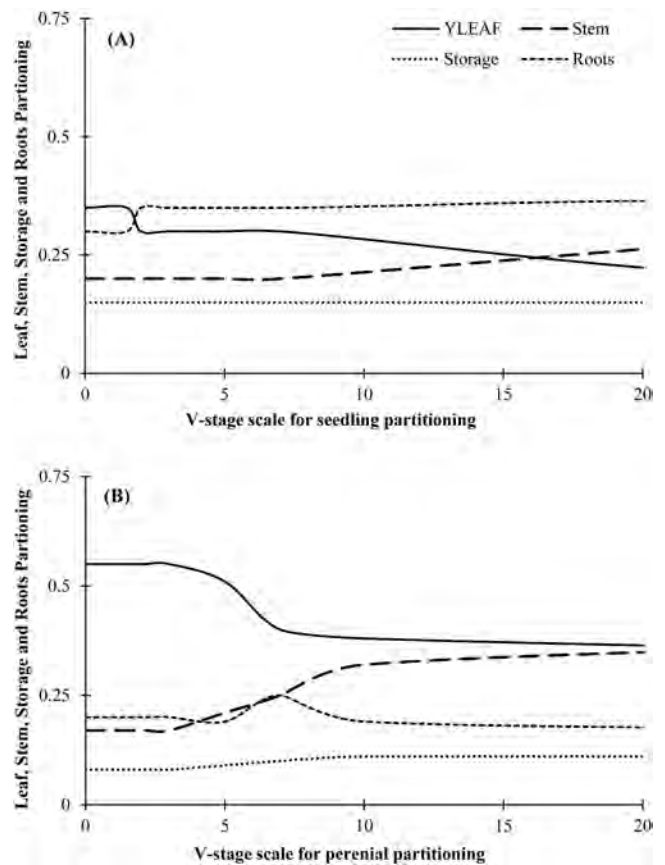 Leaf, Stem, Storage and Roots Partioning
0.75
0.5
0.25
0
(A)
YLEAF
Stem
Storage
Roots
0
5
10
15
20
V-stage scale for seedling partitioning
Leaf, Stem, Storage and Roots Partioning
0.75
0.5
0.25
0
(B)
0
5
10
15
20
V-stage scale for perenial partitioning